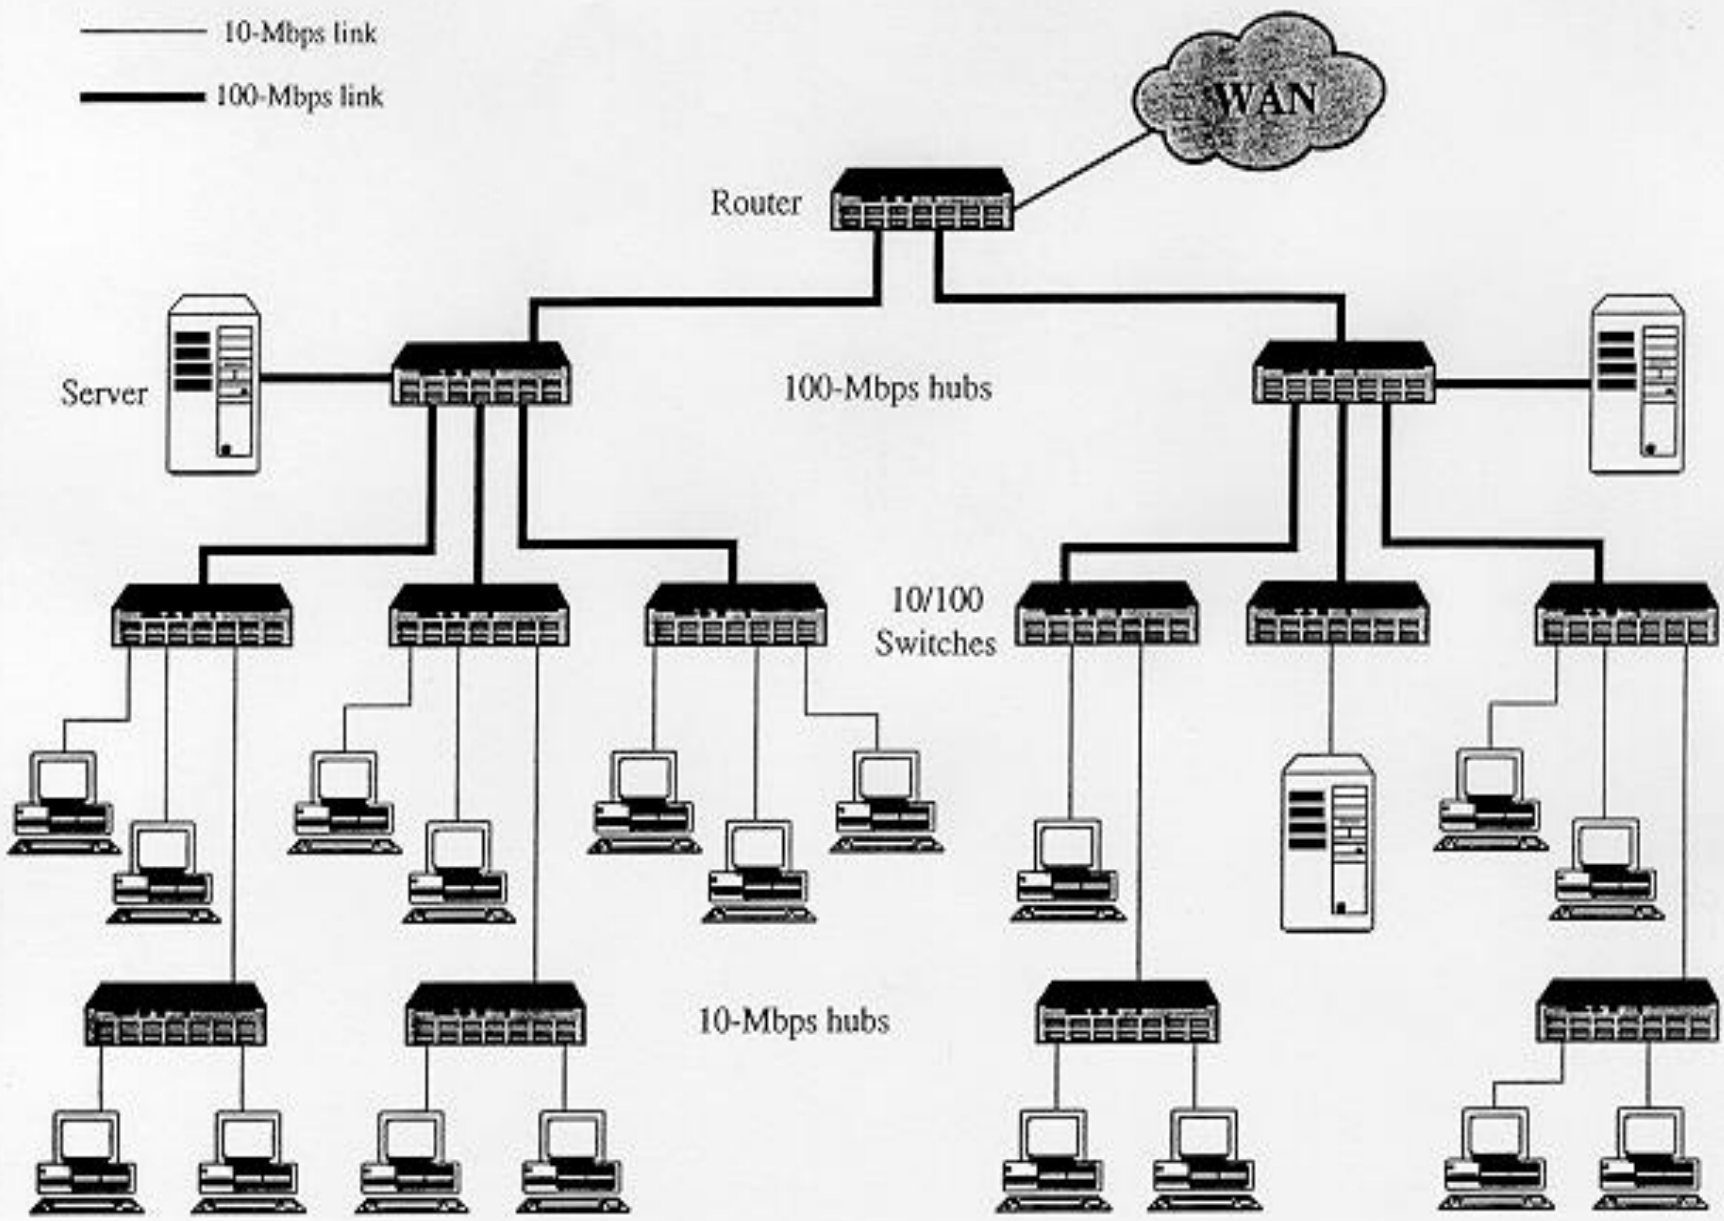 10-Mbps link
100-Mbps link
WAN
Router
Server
100-Mbps hubs
10/100
Switches
10-Mbps hubs